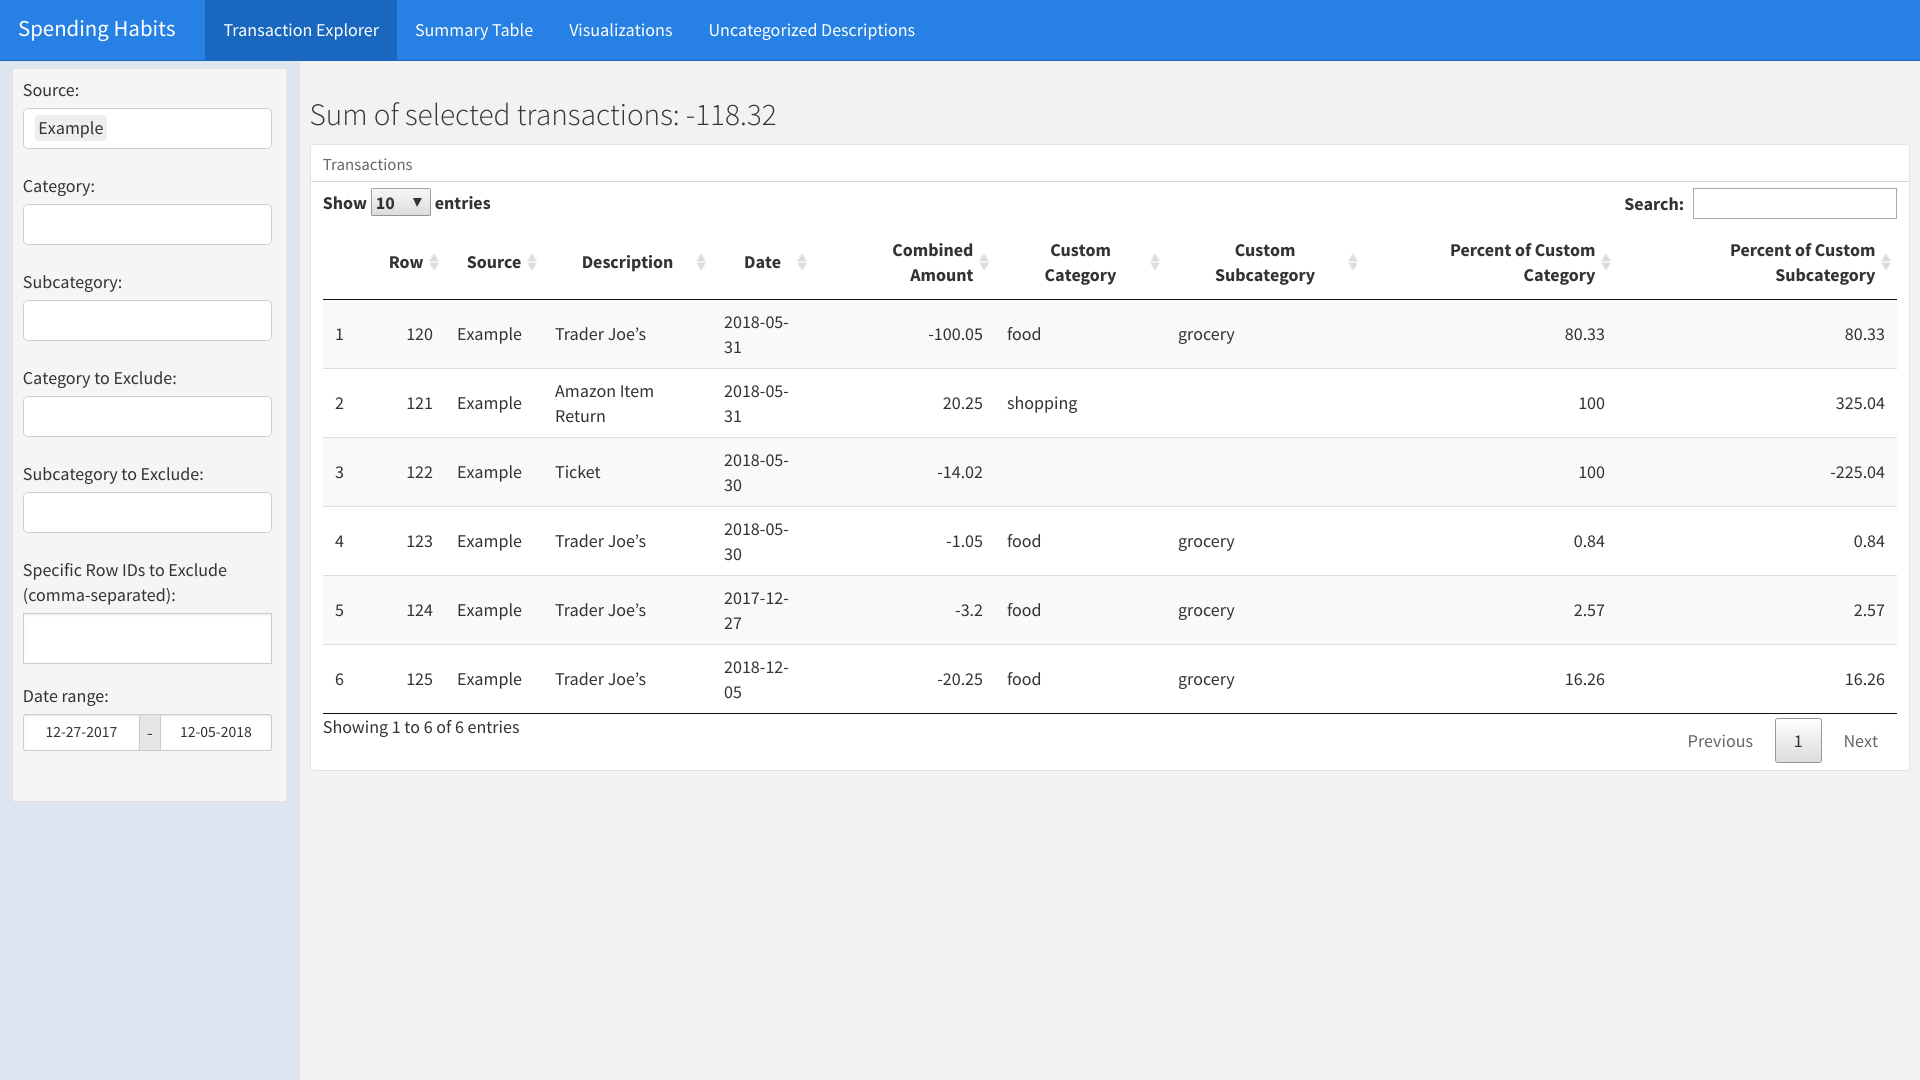 Spending Habits Transaction Explorer Summary Table Visualizations Uncategorized Descriptions
Source:
Example
Category:
Subcategory:
Category to Exclude:
Subcategory to Exclude:
Specific Row IDs to Exclude
(comma-separated):
Date range:
12-27-2017 - 12-05-2018
Sum of selected transactions: -118.32
Transactions
Show 10 entries Search:
Row Source Description Date Combined Amount Custom Category Custom Subcategory Percent of Custom Category Percent of Custom Subcategory
1 120 Example Trader Joe’s 2018-05-31 -100.05 food grocery 80.33 80.33
2 121 Example Amazon Item Return 2018-05-31 20.25 shopping 100 325.04
3 122 Example Ticket 2018-05-30 -14.02 100 -225.04
4 123 Example Trader Joe’s 2018-05-30 -1.05 food grocery 0.84 0.84
5 124 Example Trader Joe’s 2017-12-27 -3.2 food grocery 2.57 2.57
6 125 Example Trader Joe’s 2018-12-05 -20.25 food grocery 16.26 16.26
Showing 1 to 6 of 6 entries
Previous 1 Next